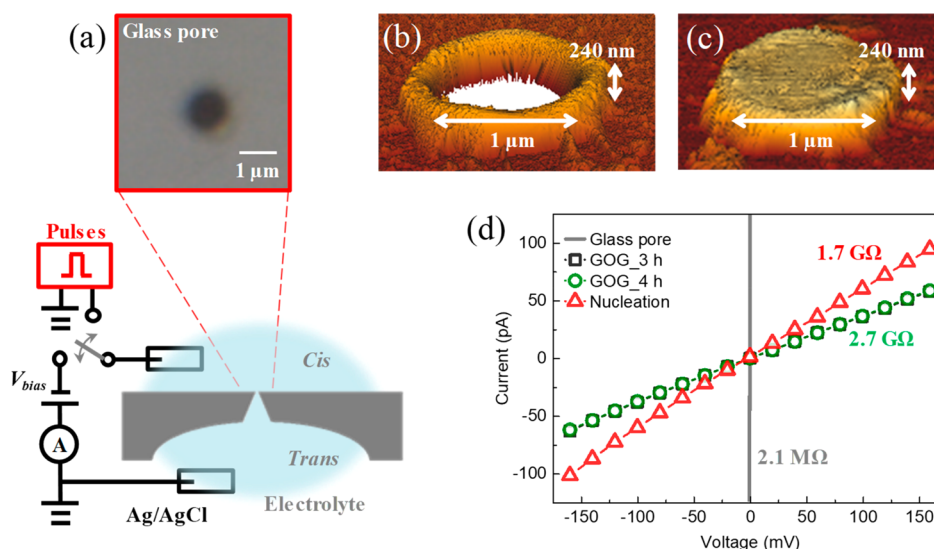 (a)
Glass pore
1 μm
Pulses
V_bias
A
Cis
Trans
Electrolyte
Ag/AgCl
(b)
240 nm
1 μm
(c)
240 nm
1 μm
(d)
Current (pA)
100
50
0
-50
-100
Glass pore
GOG_3 h
GOG_4 h
Nucleation
1.7 GΩ
2.7 GΩ
2.1 MΩ
-150 -100 -50 0 50 100 150
Voltage (mV)